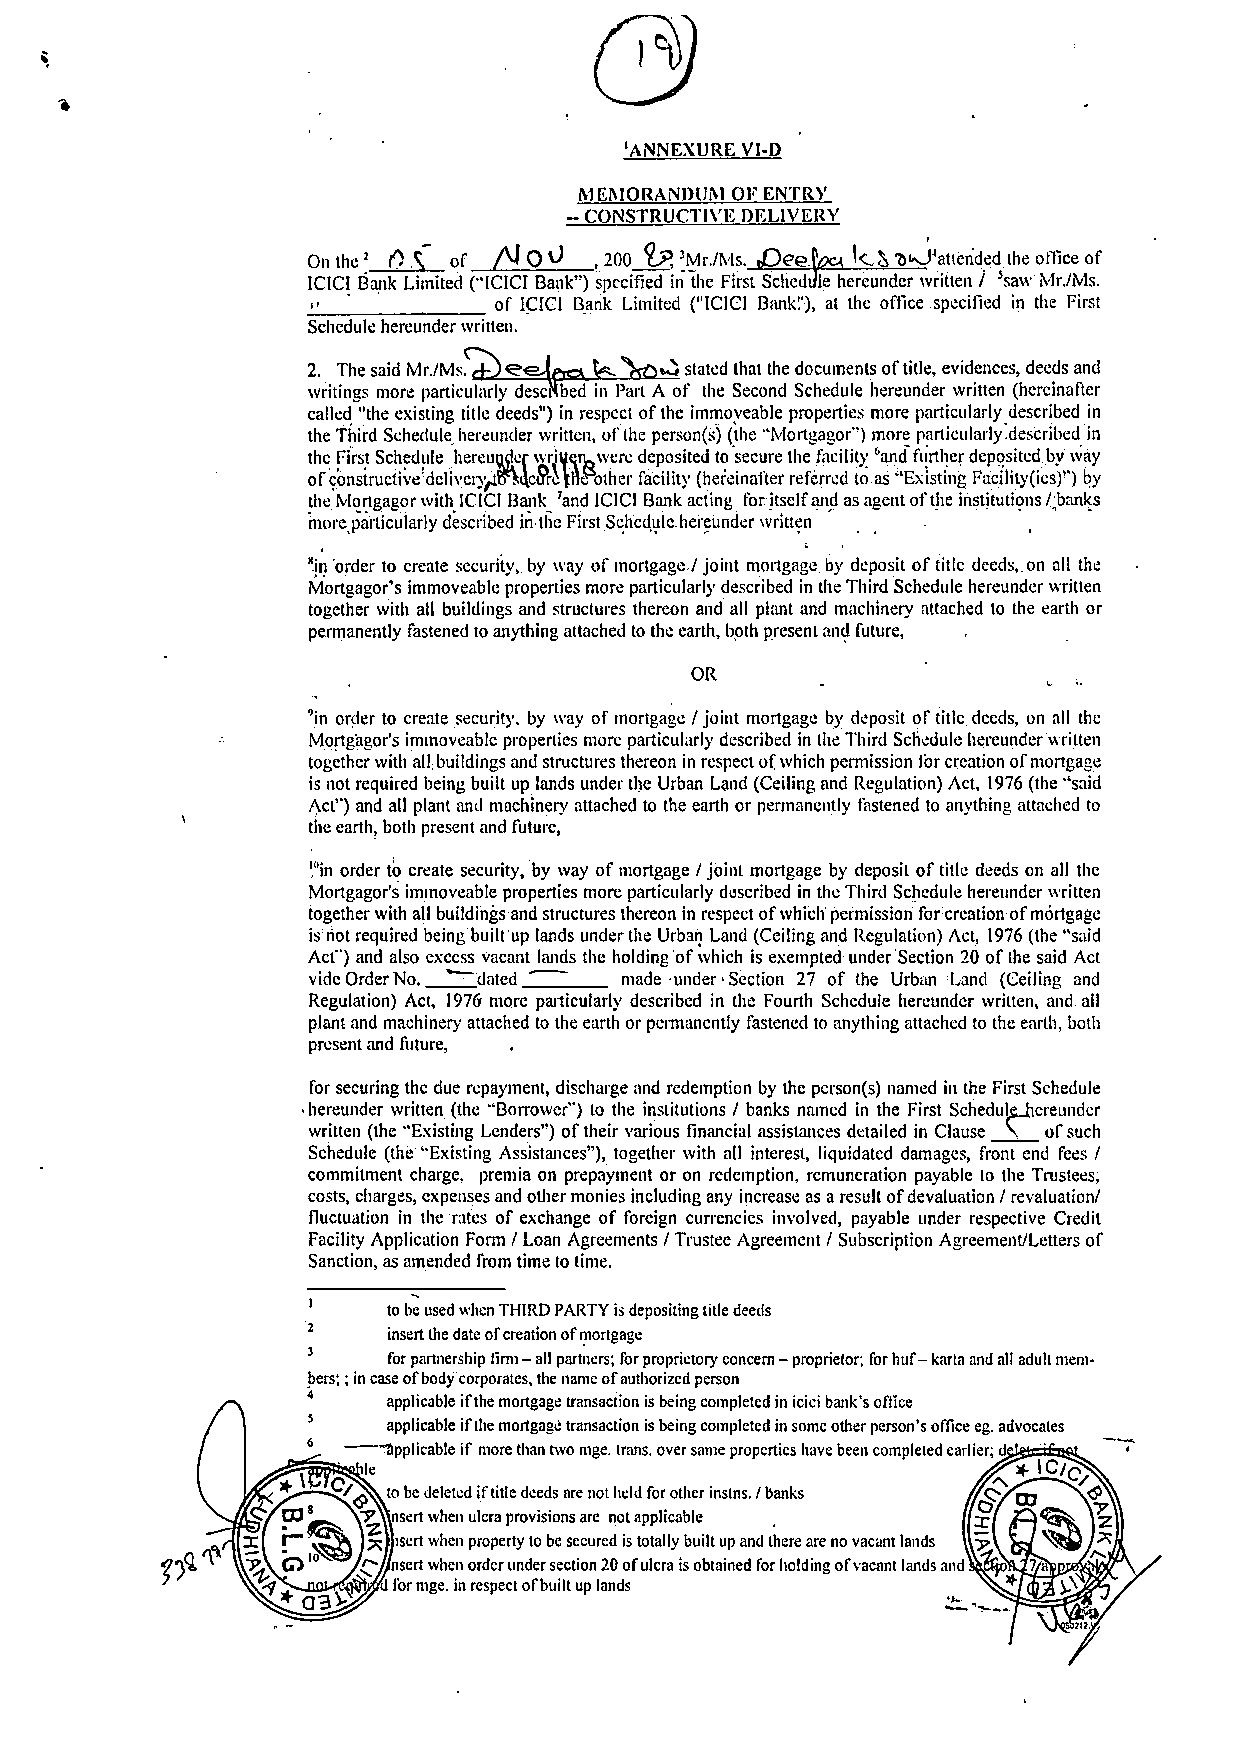 19
¹ANNEXURE VI-D
MEMORANDUM OF ENTRY
-- CONSTRUCTIVE DELIVERY
On the ² 05 of NOV , 200 ³Mr./Ms. Deepak ⁴attended the office of
ICICI Bank Limited ("ICICI Bank") specified in the First Schedule hereunder written / ⁵saw Mr./Ms.
of ICICI Bank Limited ("ICICI Bank"), at the office specified in the First
Schedule hereunder written.
2. The said Mr./Ms. Deepak stated that the documents of title, evidences, deeds and
writings more particularly described in Part A of the Second Schedule hereunder written (hereinafter
called "the existing title deeds") in respect of the immoveable properties more particularly described in
the Third Schedule hereunder written, of the person(s) (the "Mortgagor") more particularly described in
the First Schedule hereunder written were deposited to secure the facility ⁶and further deposited by way
of constructive delivery, to secure the other facility (hereinafter referred to as "Existing Facility(ies)") by
the Mortgagor with ICICI Bank ⁷and ICICI Bank acting for itself and as agent of the institutions / banks
more particularly described in the First Schedule hereunder written
⁸in order to create security, by way of mortgage / joint mortgage by deposit of title deeds, on all the
Mortgagor's immoveable properties more particularly described in the Third Schedule hereunder written
together with all buildings and structures thereon and all plant and machinery attached to the earth or
permanently fastened to anything attached to the earth, both present and future,
OR
⁹in order to create security, by way of mortgage / joint mortgage by deposit of title deeds, on all the
Mortgagor's immoveable properties more particularly described in the Third Schedule hereunder written
together with all buildings and structures thereon in respect of which permission for creation of mortgage
is not required being built up lands under the Urban Land (Ceiling and Regulation) Act, 1976 (the "said
Act") and all plant and machinery attached to the earth or permanently fastened to anything attached to
the earth, both present and future,
¹⁰in order to create security, by way of mortgage / joint mortgage by deposit of title deeds on all the
Mortgagor's immoveable properties more particularly described in the Third Schedule hereunder written
together with all buildings and structures thereon in respect of which permission for creation of mortgage
is not required being built up lands under the Urban Land (Ceiling and Regulation) Act, 1976 (the "said
Act") and also excess vacant lands the holding of which is exempted under Section 20 of the said Act
vide Order No. — dated — made under Section 27 of the Urban Land (Ceiling and
Regulation) Act, 1976 more particularly described in the Fourth Schedule hereunder written, and all
plant and machinery attached to the earth or permanently fastened to anything attached to the earth, both
present and future,
for securing the due repayment, discharge and redemption by the person(s) named in the First Schedule
hereunder written (the "Borrower") to the institutions / banks named in the First Schedule hereunder
written (the "Existing Lenders") of their various financial assistances detailed in Clause 5 of such
Schedule (the "Existing Assistances"), together with all interest, liquidated damages, front end fees /
commitment charge, premia on prepayment or on redemption, remuneration payable to the Trustees,
costs, charges, expenses and other monies including any increase as a result of devaluation / revaluation/
fluctuation in the rates of exchange of foreign currencies involved, payable under respective Credit
Facility Application Form / Loan Agreements / Trustee Agreement / Subscription Agreement/Letters of
Sanction, as amended from time to time.
1 to be used when THIRD PARTY is depositing title deeds
2 insert the date of creation of mortgage
3 for partnership firm – all partners; for proprietory concern – proprietor; for huf – karta and all adult mem-
bers; ; in case of body corporates, the name of authorized person
4 applicable if the mortgage transaction is being completed in icici bank's office
5 applicable if the mortgage transaction is being completed in some other person's office eg. advocates
6 applicable if more than two mge. trans. over same properties have been completed earlier; delete if not
applicable
to be deleted if title deeds are not held for other instns. / banks
8 insert when ulcra provisions are not applicable
insert when property to be secured is totally built up and there are no vacant lands
10 insert when order under section 20 of ulcra is obtained for holding of vacant lands and section 27 approval
not required for mge. in respect of built up lands
ICICI BANK LIMITED LUDHIANA B.L.G
ICICI BANK LIMITED LUDHIANA B.L.G